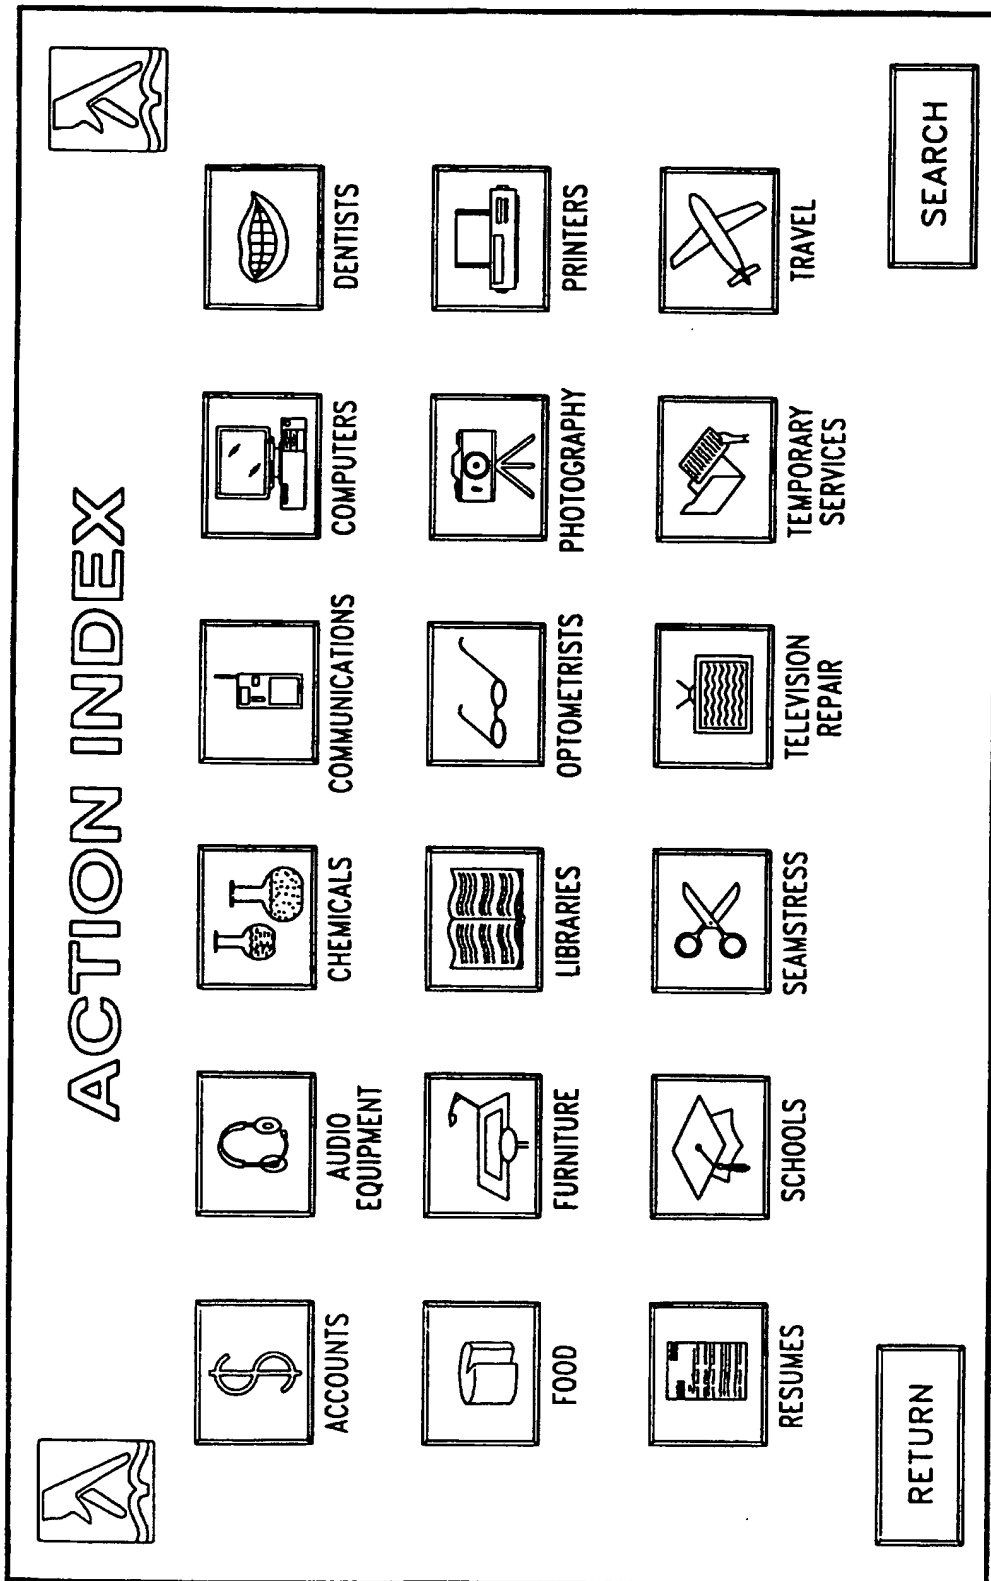 ACTION INDEX
ACCOUNTS
AUDIO
EQUIPMENT
CHEMICALS
COMMUNICATIONS
COMPUTERS
DENTISTS
FOOD
FURNITURE
LIBRARIES
OPTOMETRISTS
PHOTOGRAPHY
PRINTERS
RESUMES
SCHOOLS
SEAMSTRESS
TELEVISION
REPAIR
TEMPORARY
SERVICES
TRAVEL
RETURN
SEARCH